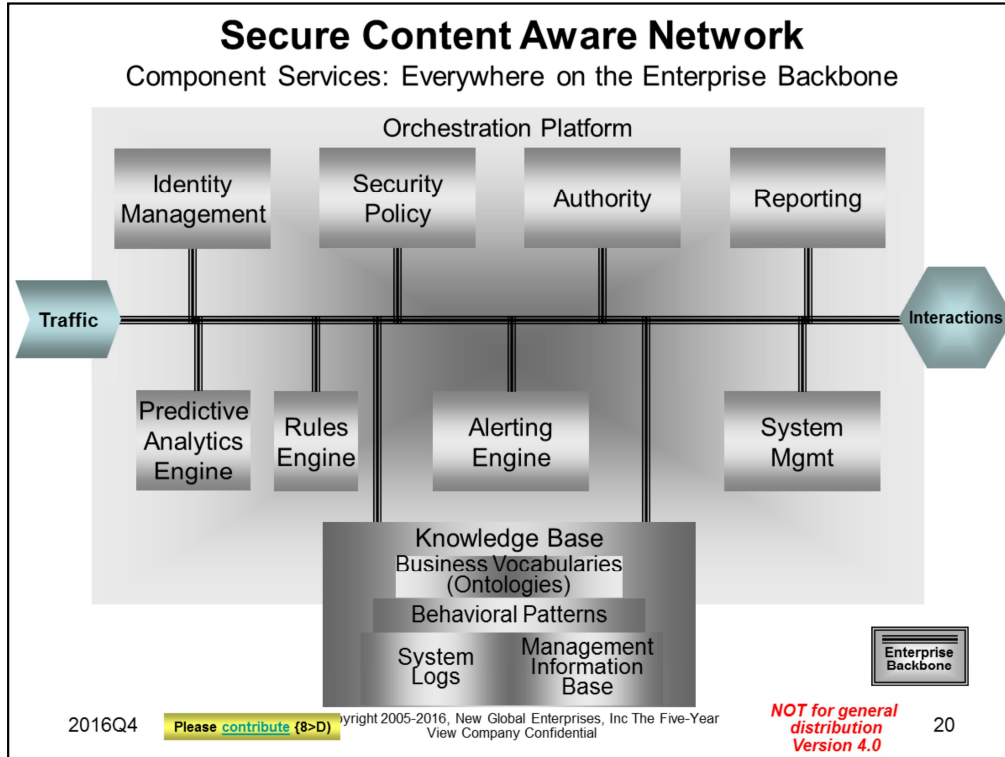 Secure Content Aware Network
Component Services: Everywhere on the Enterprise Backbone
Orchestration Platform
Identity
Management
Security
Policy
Authority
Reporting
Traffic
Interactions
Predictive
Analytics
Engine
Rules
Engine
Alerting
Engine
System
Mgmt
Knowledge Base
Business Vocabularies
(Ontologies)
Behavioral Patterns
System
Logs
Management
Information
Base
Enterprise
Backbone
2016Q4
Please contribute {8>D)
yright 2005-2016, New Global Enterprises, Inc The Five-Year
View Company Confidential
NOT for general
distribution
Version 4.0
20